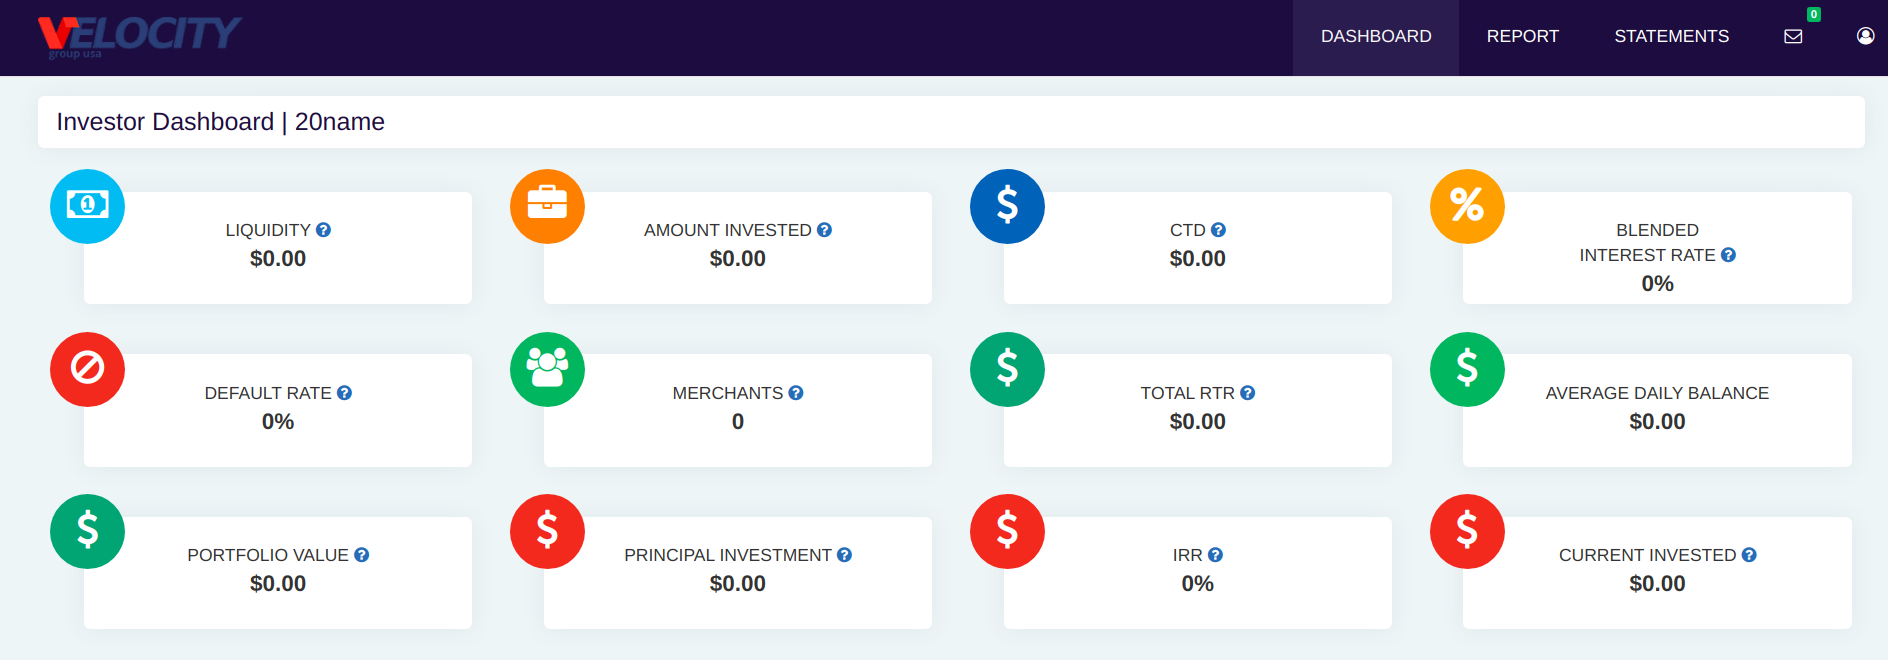 VELOCITY
group usa
DASHBOARD
REPORT
STATEMENTS
0
Investor Dashboard | 20name
LIQUIDITY
$0.00
AMOUNT INVESTED
$0.00
CTD
$0.00
BLENDED
INTEREST RATE
0%
DEFAULT RATE
0%
MERCHANTS
0
TOTAL RTR
$0.00
AVERAGE DAILY BALANCE
$0.00
PORTFOLIO VALUE
$0.00
PRINCIPAL INVESTMENT
$0.00
IRR
0%
CURRENT INVESTED
$0.00